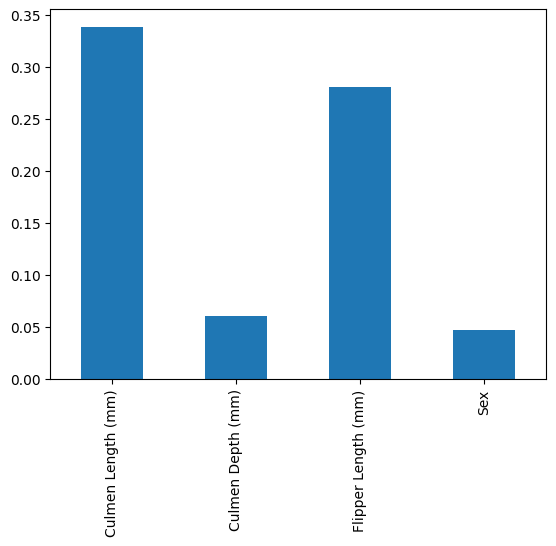 0.35
0.30
0.25
0.20
0.15
0.10
0.05
0.00
Culmen Length (mm)
Culmen Depth (mm)
Flipper Length (mm)
Sex